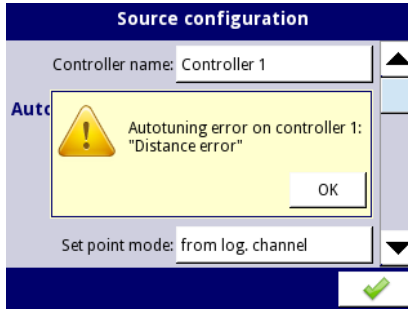 Source configuration
Controller name: Controller 1
Auto
Autotuning error on controller 1:
"Distance error"
OK
Set point mode: from log. channel